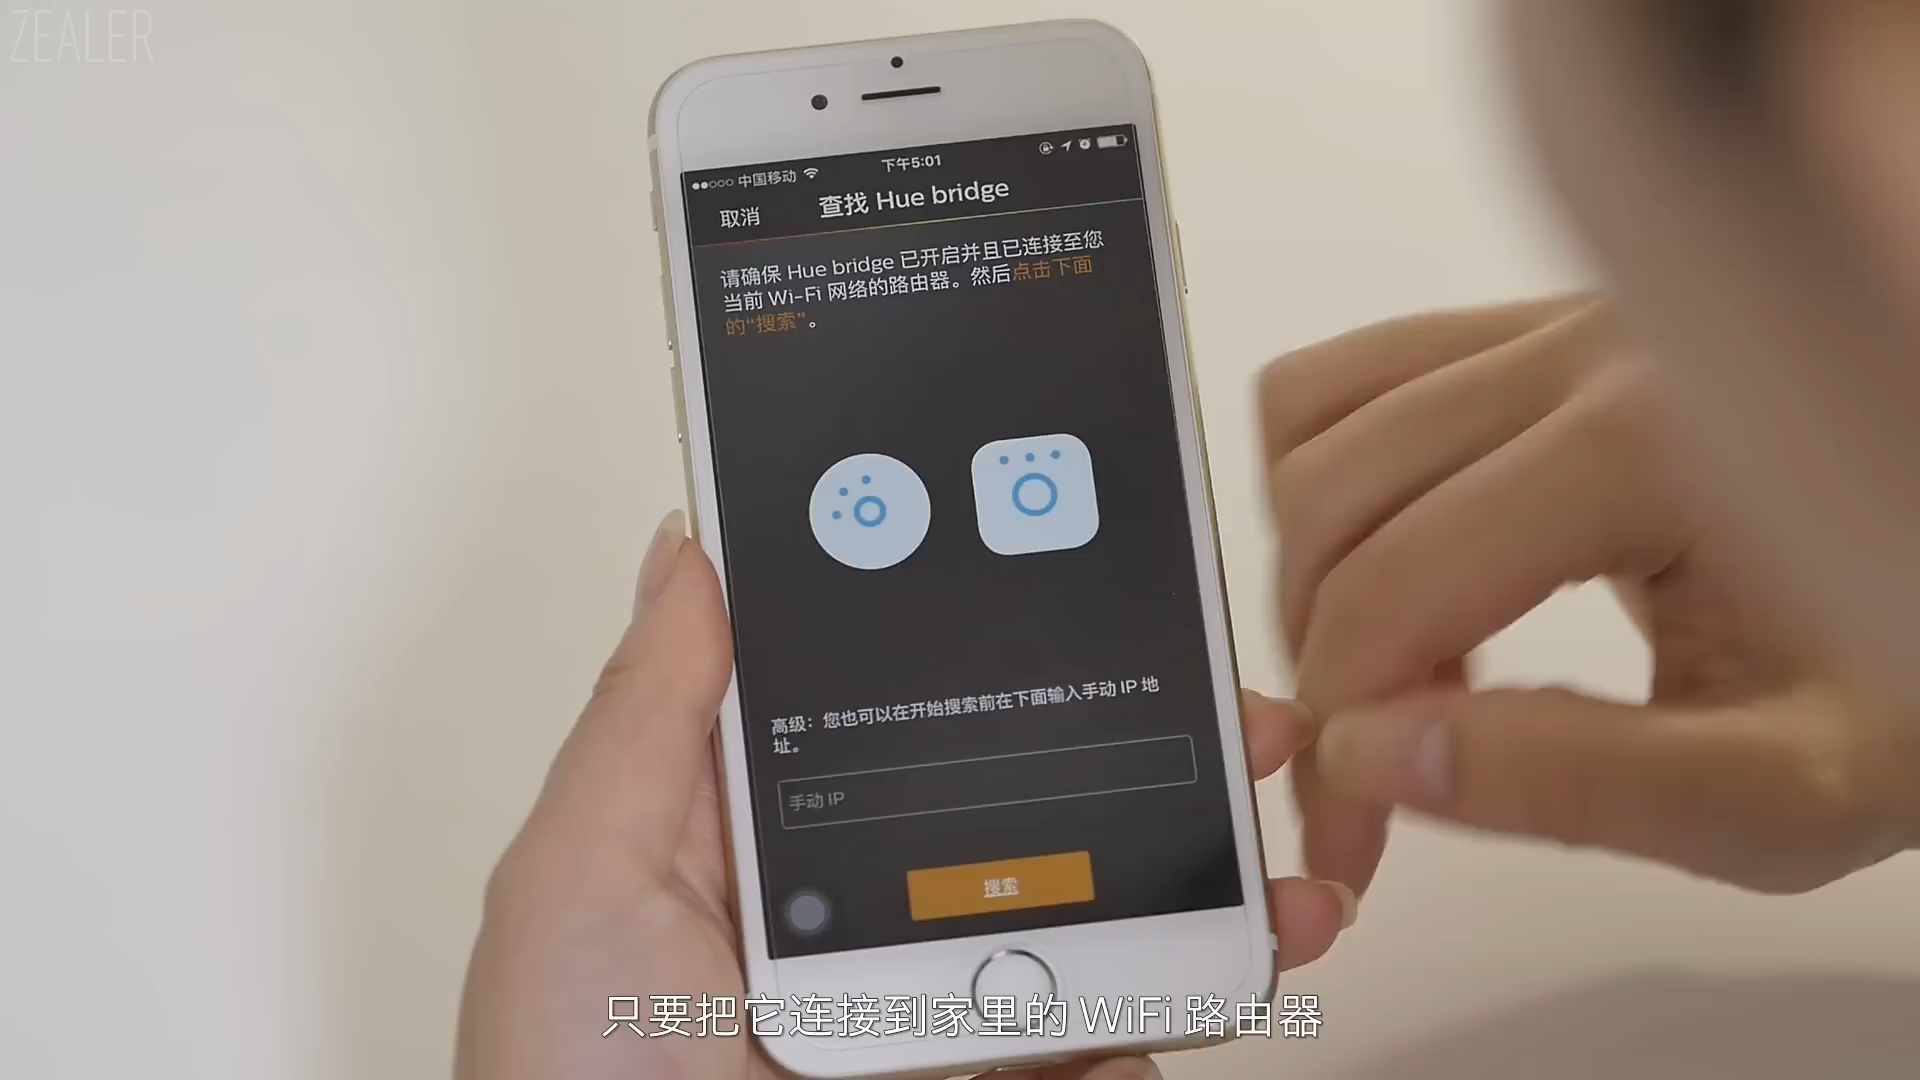 ZEALER
中国移动
下午5:01
取消
查找 Hue bridge
请确保 Hue bridge 已开启并且已连接至您
当前 Wi-Fi 网络的路由器。然后点击下面
的“搜索”。
高级：您也可以在开始搜索前在下面输入手动 IP 地
址。
手动 IP
搜索
只要把它连接到家里的 WiFi 路由器